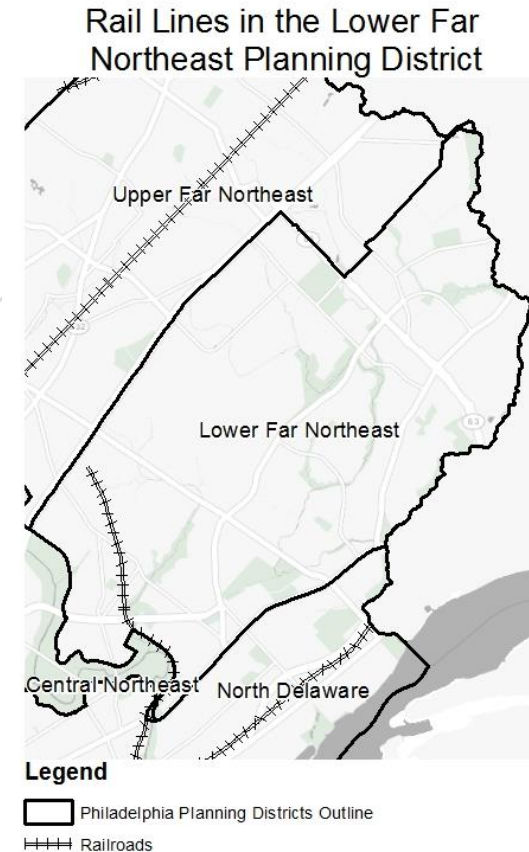 Rail Lines in the Lower Far
Northeast Planning District
Upper Far Northeast
Lower Far Northeast
63
Central Northeast
North Delaware
Legend
Philadelphia Planning Districts Outline
Railroads